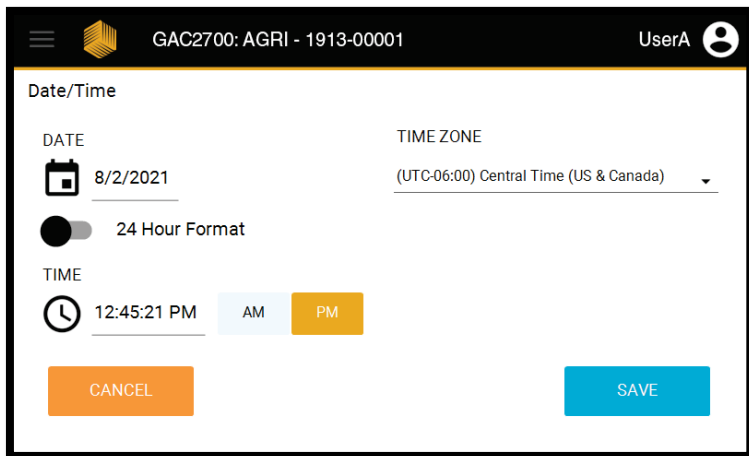 GAC2700: AGRI - 1913-00001 UserA
Date/Time
DATE
8/2/2021
24 Hour Format
TIME
12:45:21 PM AM PM
TIME ZONE
(UTC-06:00) Central Time (US & Canada)
CANCEL SAVE